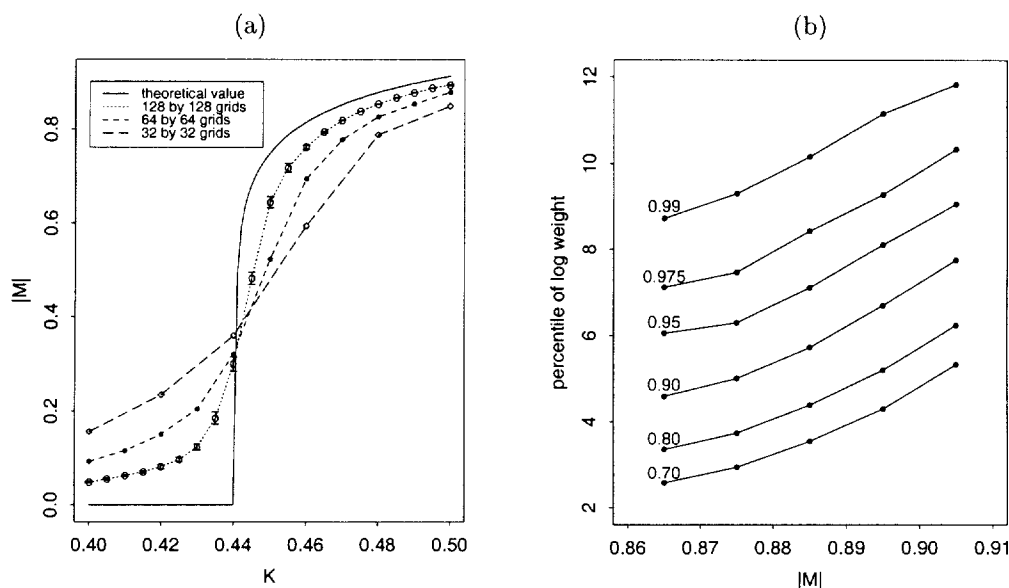 (a)
theoretical value
128 by 128 grids
64 by 64 grids
32 by 32 grids
|M|
0.0
0.2
0.4
0.6
0.8
0.40
0.42
0.44
0.46
0.48
0.50
K
(b)
percentile of log weight
12
10
8
6
4
2
0.99
0.975
0.95
0.90
0.80
0.70
0.86
0.87
0.88
0.89
0.90
0.91
|M|